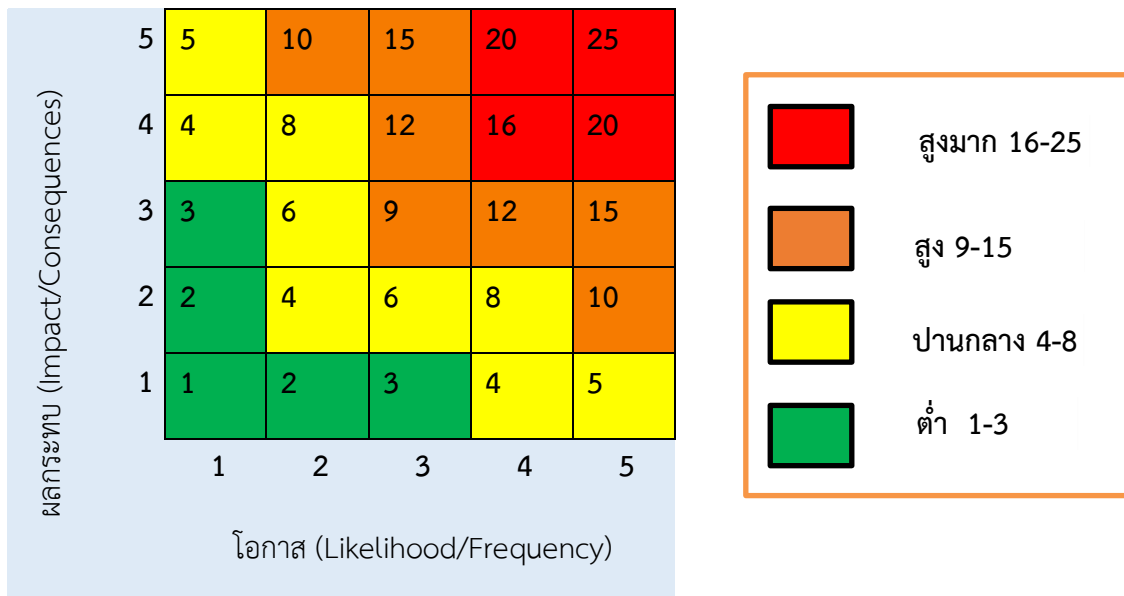 ผลกระทบ (Impact/Consequences)
5 5 10 15 20 25
4 4 8 12 16 20
3 3 6 9 12 15
2 2 4 6 8 10
1 1 2 3 4 5
1 2 3 4 5
โอกาส (Likelihood/Frequency)
สูงมาก 16-25
สูง 9-15
ปานกลาง 4-8
ต่ำ 1-3